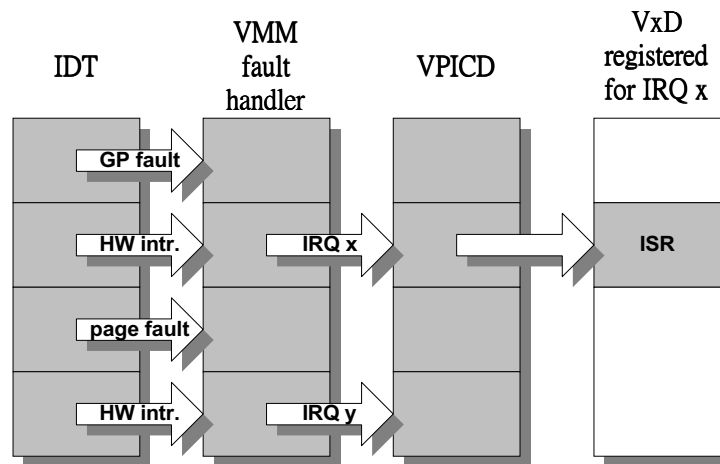 IDT
VMM
fault
handler
VPICD
VxD
registered
for IRQ x
GP fault
HW intr.
IRQ x
ISR
page fault
HW intr.
IRQ y